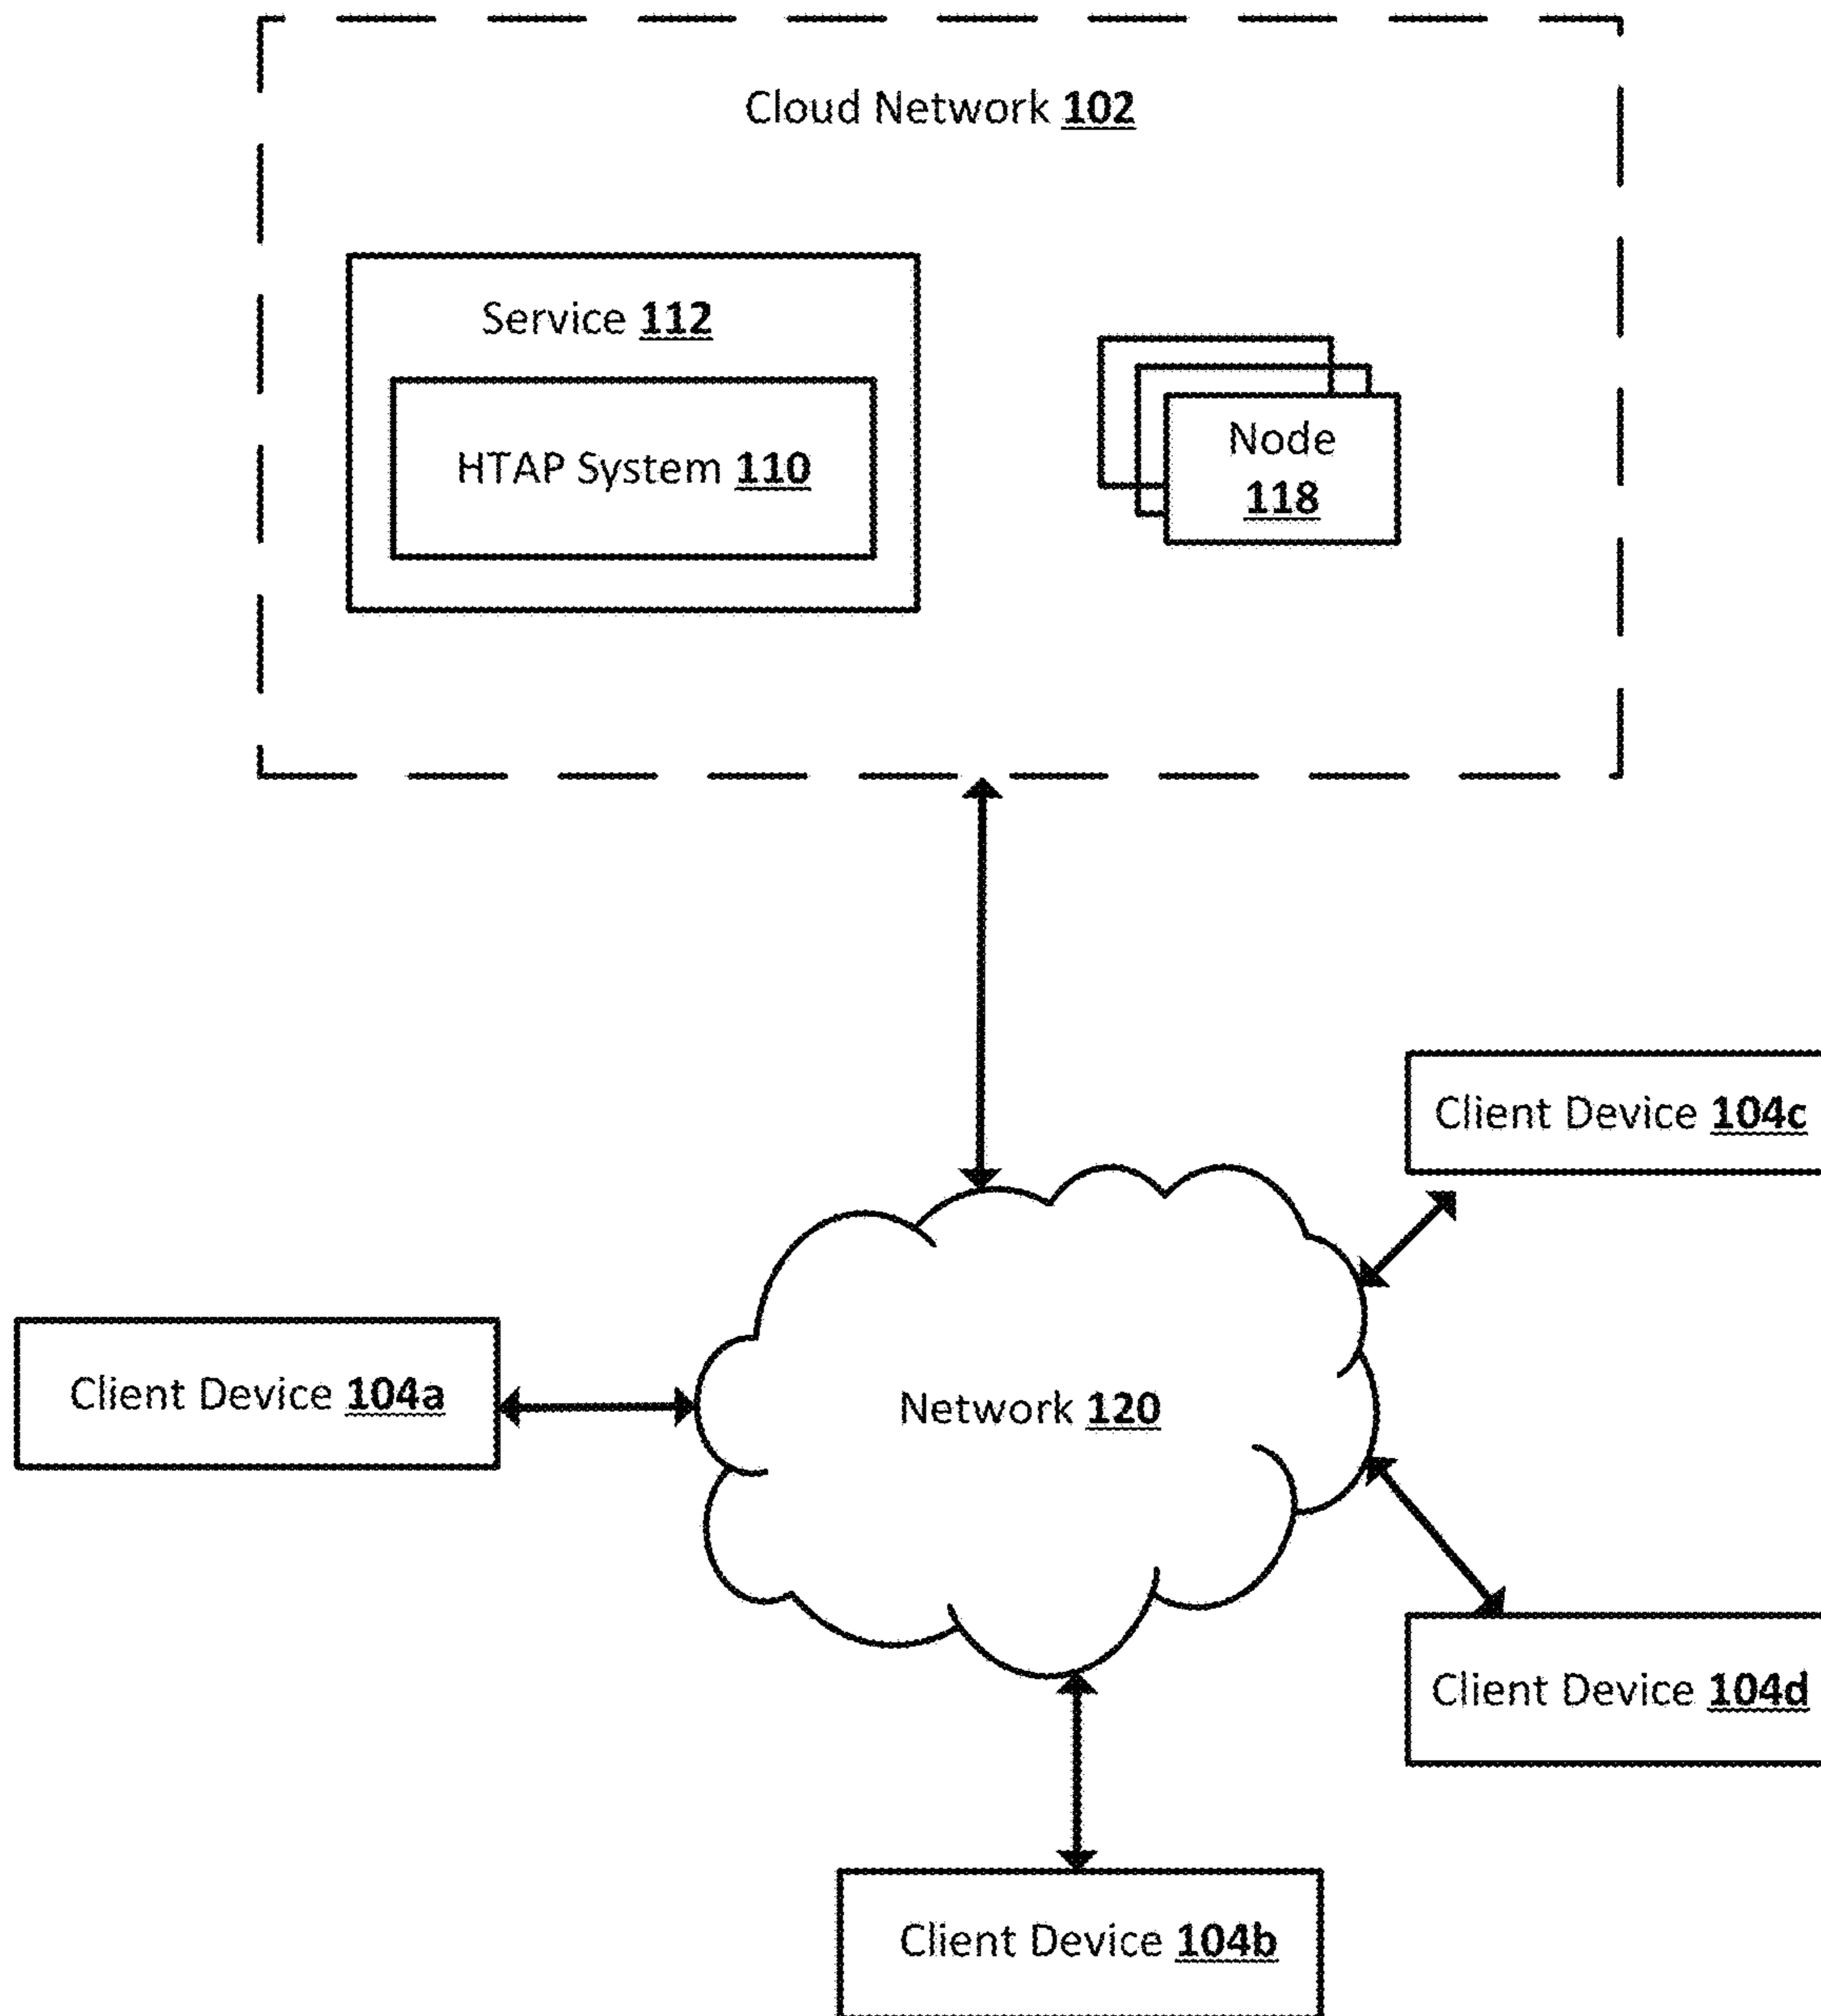 Cloud Network 102
Service 112
HTAP System 110
Node
118
Client Device 104c
Client Device 104a
Network 120
Client Device 104d
Client Device 104b